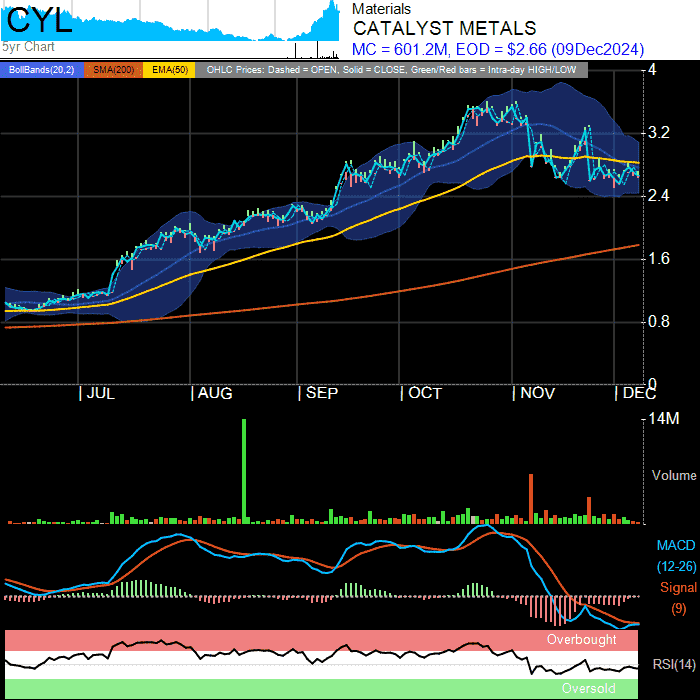 CYL
5yr Chart
Materials
CATALYST METALS
MC = 601.2M, EOD = $2.66 (09Dec2024)
BollBands(20,2) SMA(200) EMA(50) OHLC Prices: Dashed = OPEN, Solid = CLOSE, Green/Red bars = Intra-day HIGH/LOW
4
3.2
2.4
1.6
0.8
0
| JUL | AUG | SEP | OCT | NOV | DEC
14M
Volume
MACD
(12-26)
Signal
(9)
Overbought
RSI(14)
Oversold